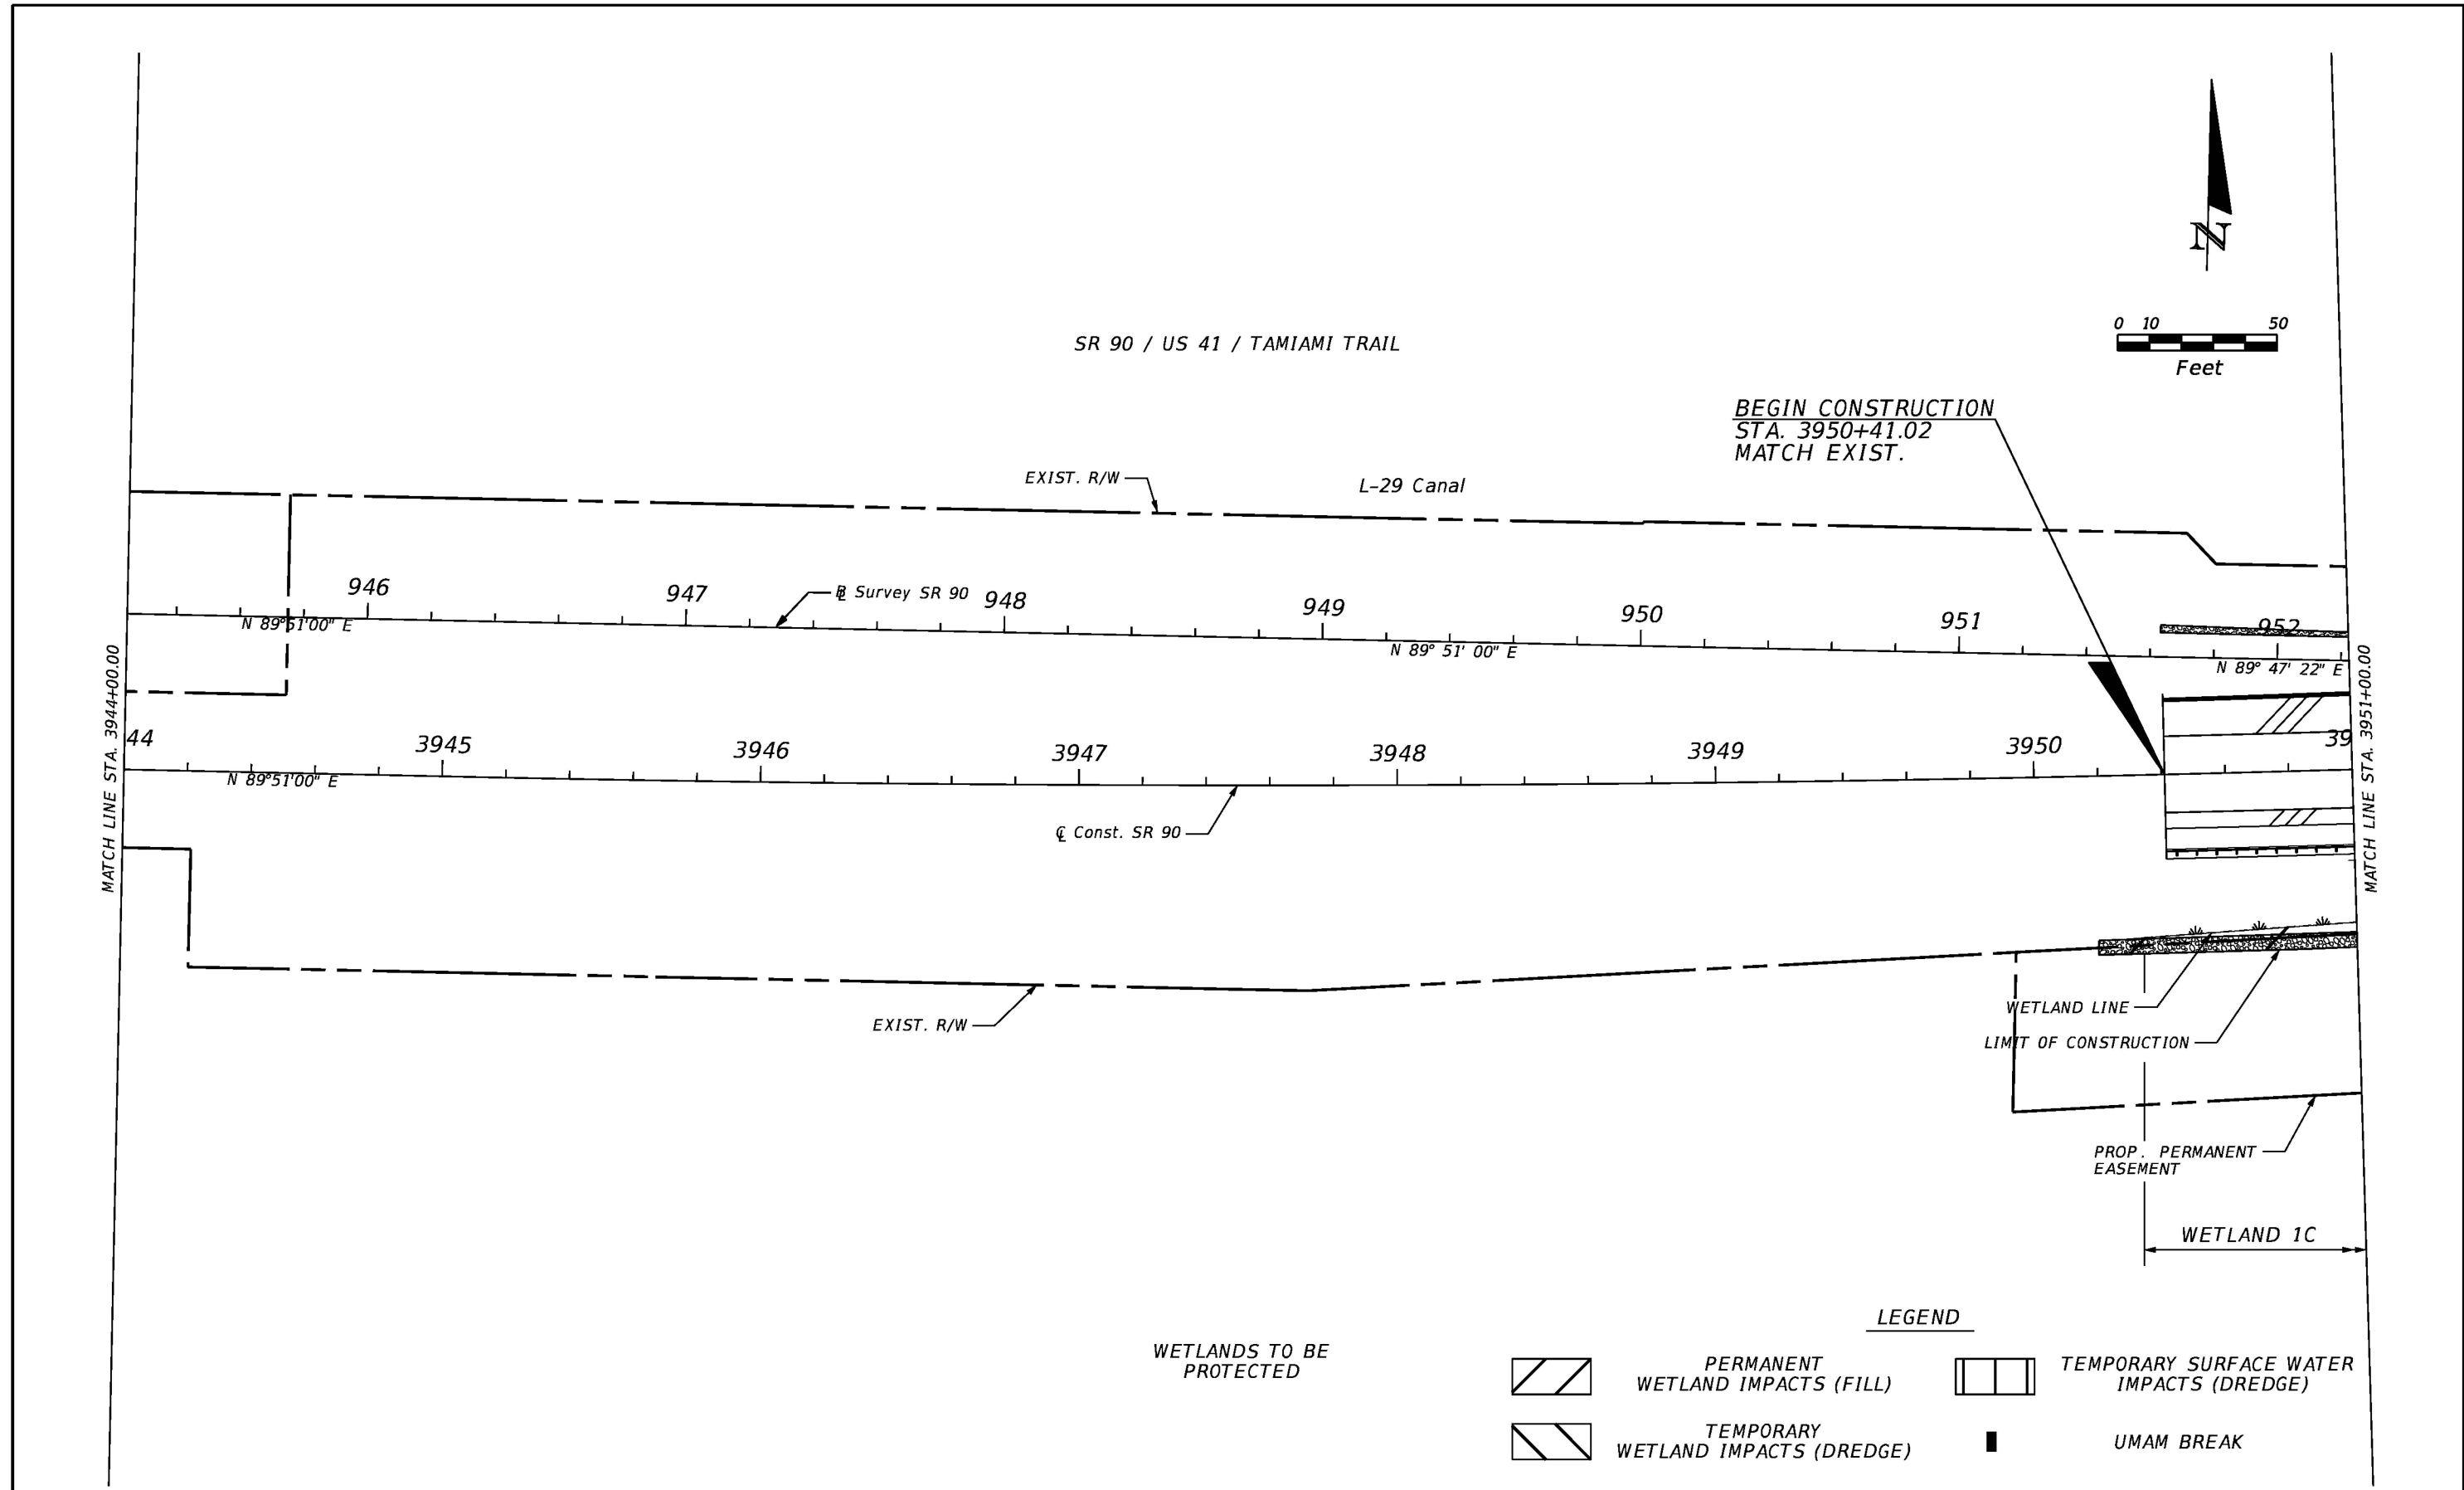 N
0 10 50
Feet
SR 90 / US 41 / TAMIAMI TRAIL
BEGIN CONSTRUCTION
STA. 3950+41.02
MATCH EXIST.
EXIST. R/W
L-29 Canal
946 947 948 949 950 951 952
℄ Survey SR 90
N 89°51'00" E
N 89° 51' 00" E
N 89° 47' 22" E
MATCH LINE STA. 3944+00.00
MATCH LINE STA. 3951+00.00
44 3945 3946 3947 3948 3949 3950 39
N 89°51'00" E
℄ Const. SR 90
EXIST. R/W
WETLAND LINE
LIMIT OF CONSTRUCTION
PROP. PERMANENT
EASEMENT
WETLAND 1C
LEGEND
WETLANDS TO BE
PROTECTED
PERMANENT
WETLAND IMPACTS (FILL)
TEMPORARY SURFACE WATER
IMPACTS (DREDGE)
TEMPORARY
WETLAND IMPACTS (DREDGE)
UMAM BREAK